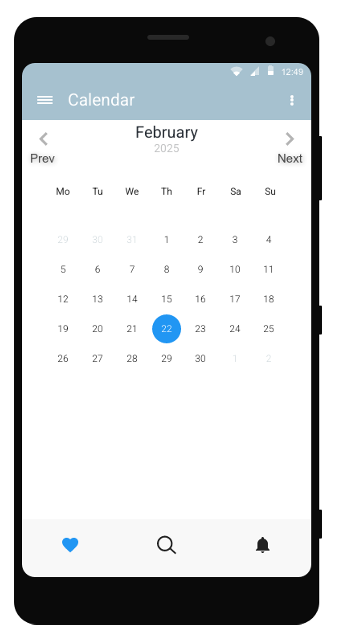 12:49
Calendar
February
2025
Prev Next
Mo Tu We Th Fr Sa Su
29 30 31 1 2 3 4
5 6 7 8 9 10 11
12 13 14 15 16 17 18
19 20 21 22 23 24 25
26 27 28 29 30 1 2